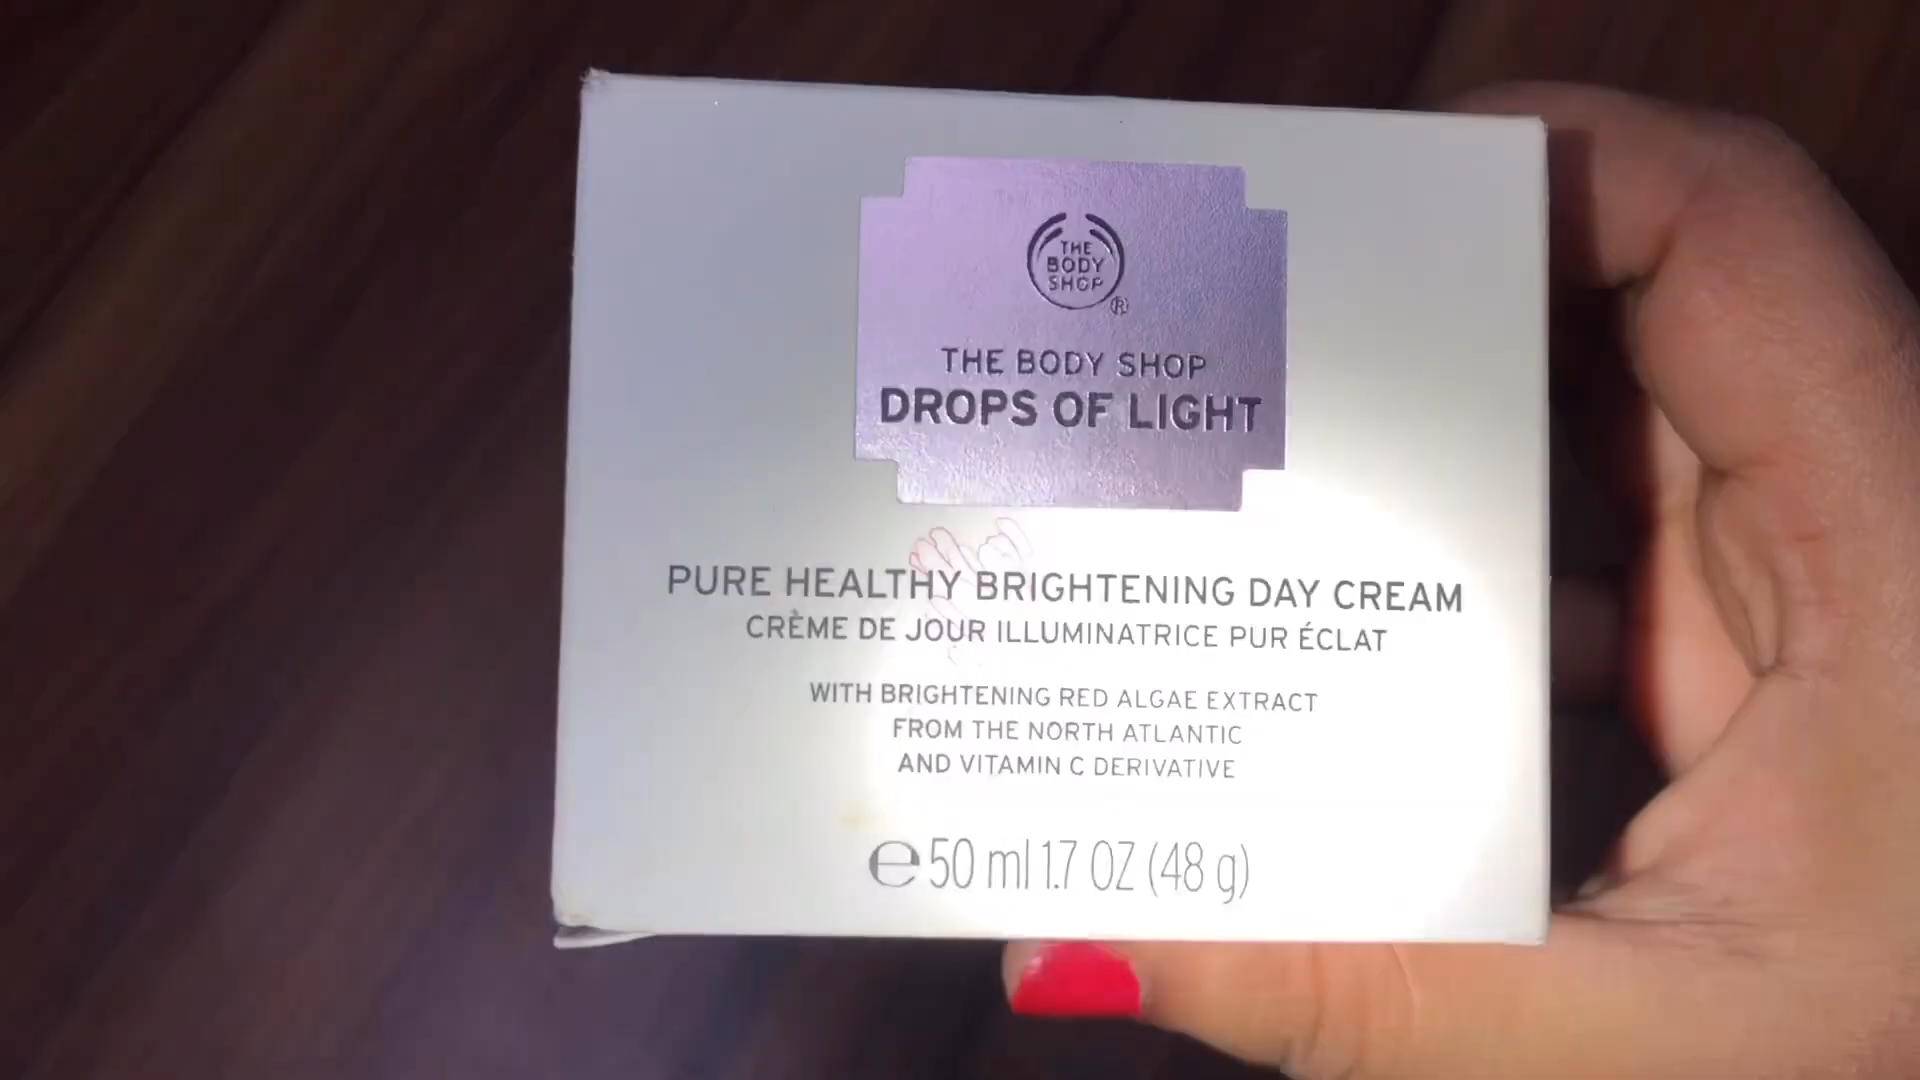 THE
BODY
SHOP
®
THE BODY SHOP
DROPS OF LIGHT
PURE HEALTHY BRIGHTENING DAY CREAM
CRÈME DE JOUR ILLUMINATRICE PUR ÉCLAT
WITH BRIGHTENING RED ALGAE EXTRACT
FROM THE NORTH ATLANTIC
AND VITAMIN C DERIVATIVE
℮ 50 ml 1.7 OZ (48 g)